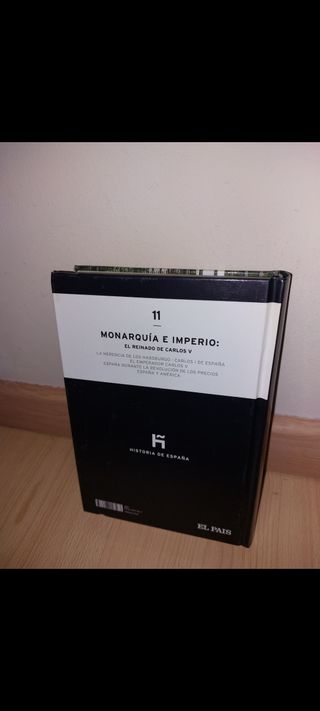 11
MONARQUÍA E IMPERIO:
EL REINADO DE CARLOS V
LA HERENCIA DE LOS HABSBURGO · CARLOS I DE ESPAÑA
EL EMPERADOR CARLOS V
ESPAÑA DURANTE LA REVOLUCIÓN DE LOS PRECIOS
ESPAÑA Y AMÉRICA
HISTORIA DE ESPAÑA
EL PAIS